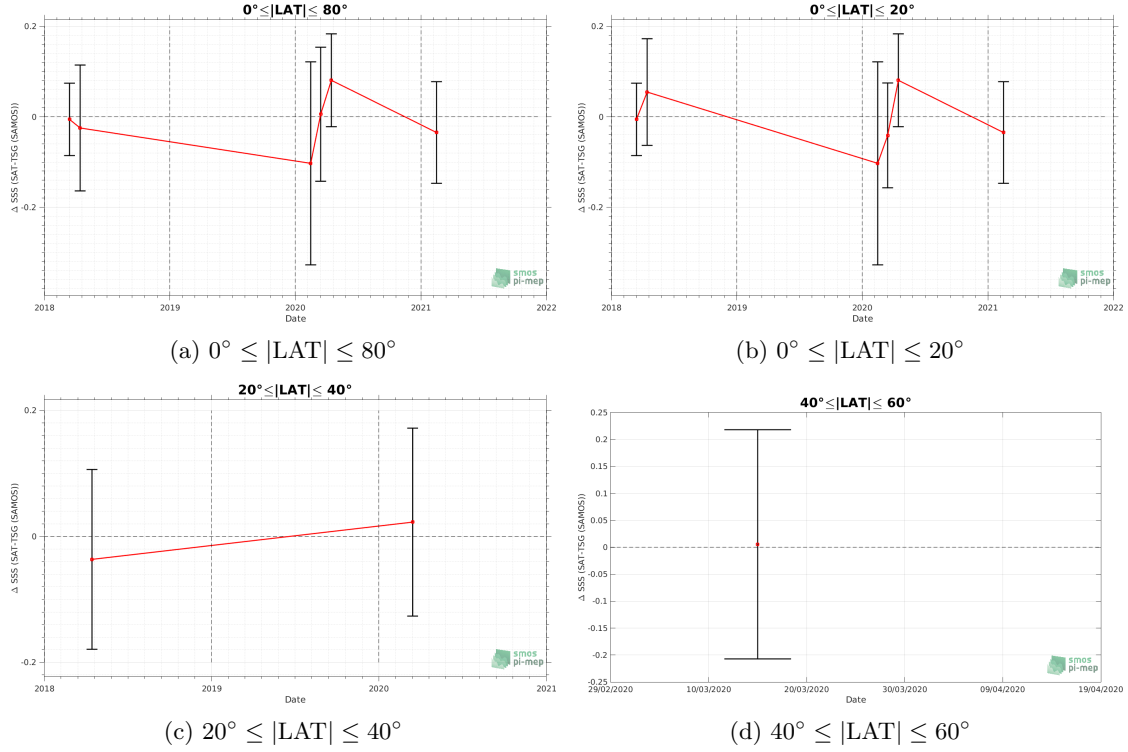 0°≤|LAT|≤ 80°
0.2
0
-0.2
Δ SSS (SAT-TSG (SAMOS))
2018
2019
2020
2021
2022
Date
smos
pi-mep
(a) 0° ≤ |LAT| ≤ 80°
0°≤|LAT|≤ 20°
0.2
0
-0.2
Δ SSS (SAT-TSG (SAMOS))
2018
2019
2020
2021
2022
Date
smos
pi-mep
(b) 0° ≤ |LAT| ≤ 20°
20°≤|LAT|≤ 40°
0.2
0
-0.2
Δ SSS (SAT-TSG (SAMOS))
2018
2019
2020
2021
Date
smos
pi-mep
(c) 20° ≤ |LAT| ≤ 40°
40°≤|LAT|≤ 60°
0.25
0.2
0.15
0.1
0.05
0
-0.05
-0.1
-0.15
-0.2
-0.25
Δ SSS (SAT-TSG (SAMOS))
29/02/2020
10/03/2020
20/03/2020
30/03/2020
09/04/2020
19/04/2020
Date
smos
pi-mep
(d) 40° ≤ |LAT| ≤ 60°